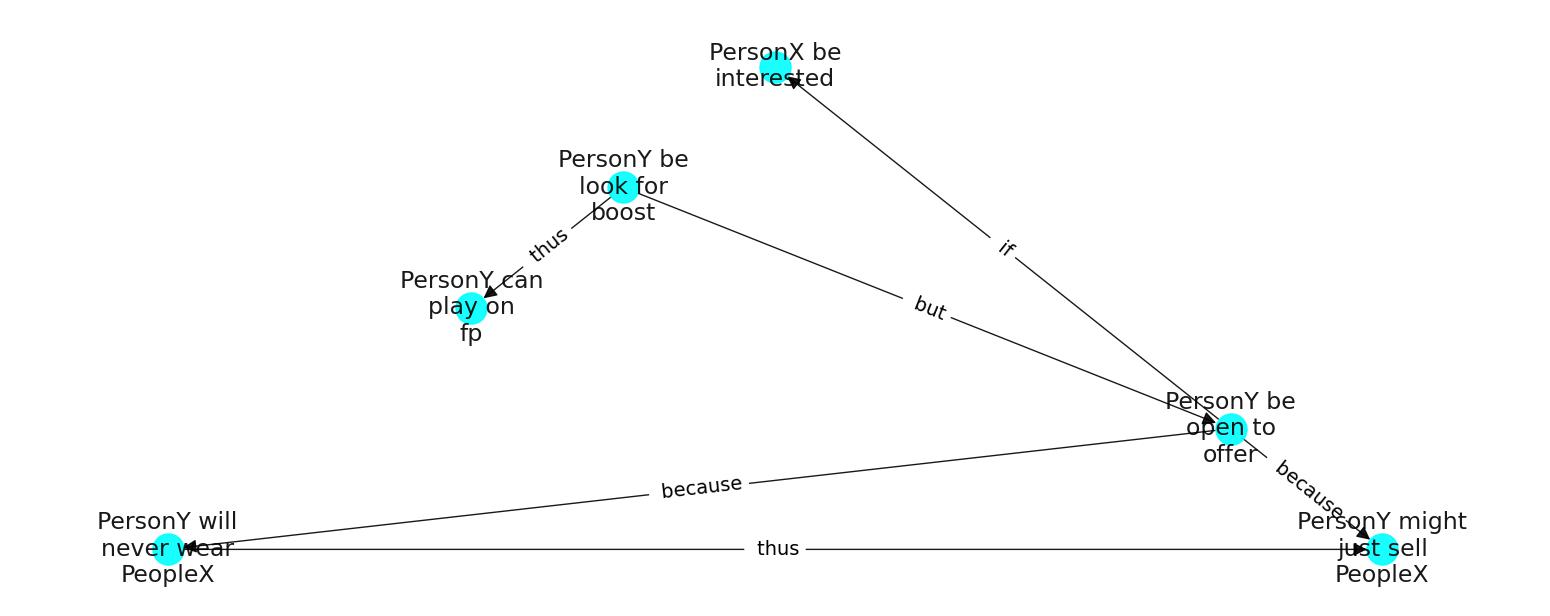 PersonX be
interested
PersonY be
look for
boost
thus
if
PersonY can
play on
fp
but
PersonY be
open to
offer
because
because
PersonY will
never wear
PeopleX
thus
PersonY might
just sell
PeopleX